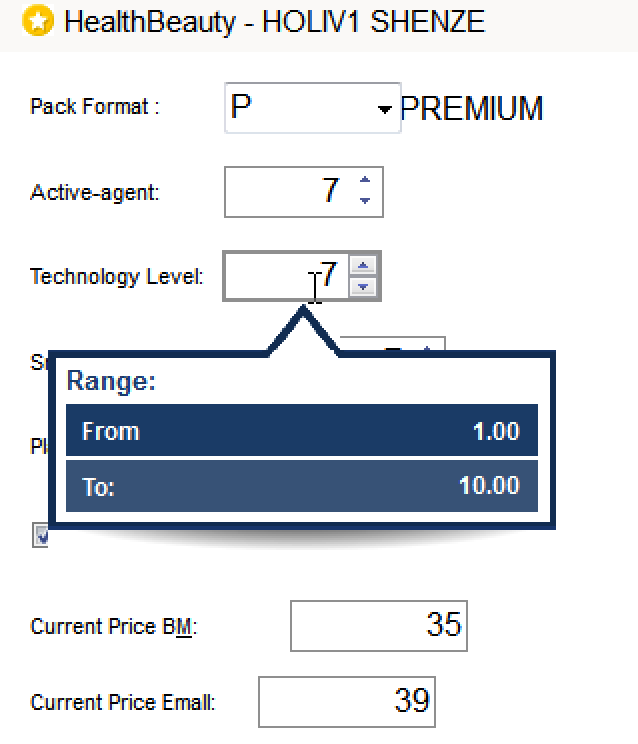 HealthBeauty - HOLIV1 SHENZE
Pack Format : P PREMIUM
Active-agent: 7
Technology Level: 7
Range:
From 1.00
To: 10.00
Current Price BM: 35
Current Price Emall: 39